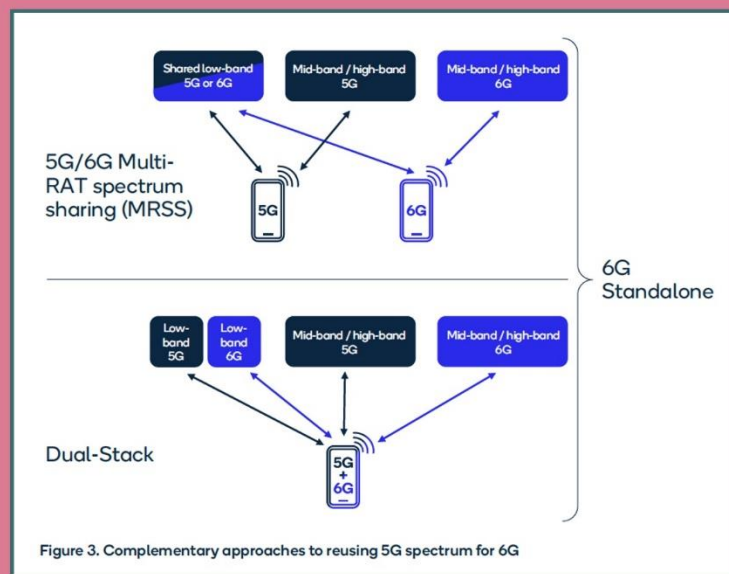 Shared low-band
5G or 6G
Mid-band / high-band
5G
Mid-band / high-band
6G
5G/6G Multi-
RAT spectrum
sharing (MRSS)
5G
6G
6G
Standalone
Low-
band
5G
Low-
band
6G
Mid-band / high-band
5G
Mid-band / high-band
6G
Dual-Stack
5G
+
6G
Figure 3. Complementary approaches to reusing 5G spectrum for 6G